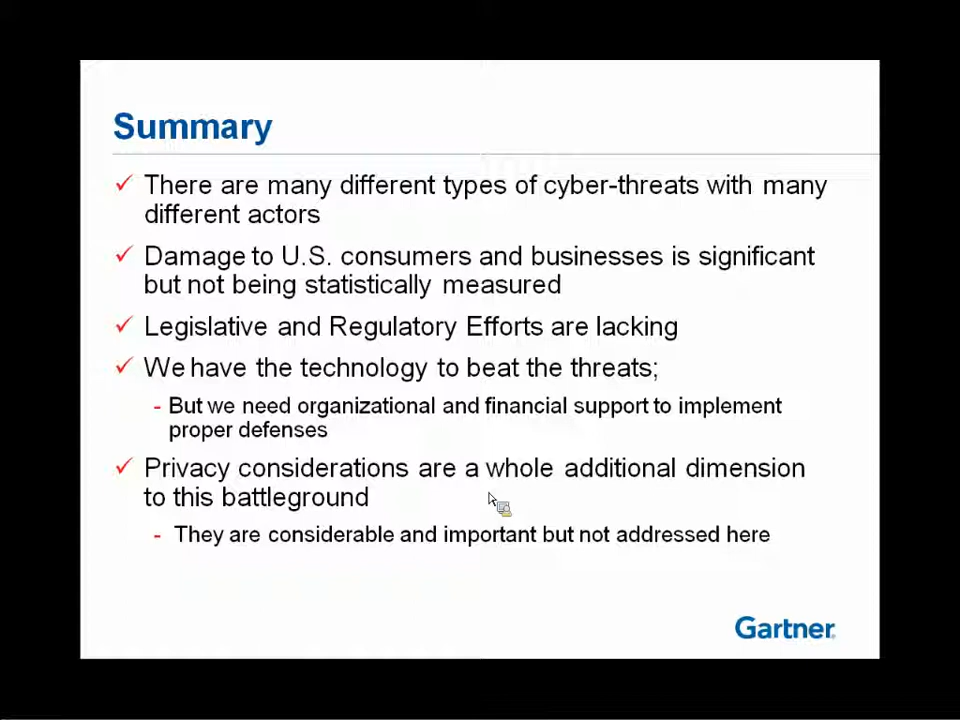 Summary
There are many different types of cyber-threats with many
different actors
Damage to U.S. consumers and businesses is significant
but not being statistically measured
Legislative and Regulatory Efforts are lacking
We have the technology to beat the threats;
- But we need organizational and financial support to implement
proper defenses
Privacy considerations are a whole additional dimension
to this battleground
- They are considerable and important but not addressed here
Gartner